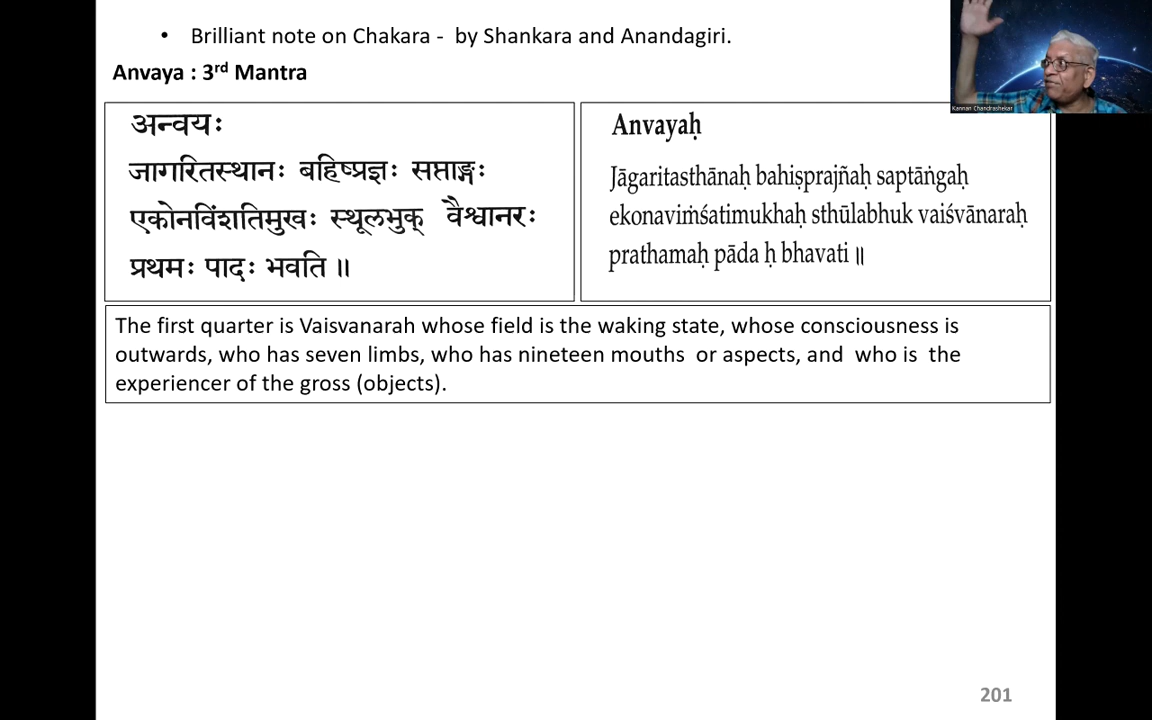 • Brilliant note on Chakara - by Shankara and Anandagiri.
Anvaya : 3rd Mantra
अन्वयः
जागरितस्थानः बहिष्प्रज्ञः सप्ताङ्गः
एकोनविंशतिमुखः स्थूलभुक् वैश्वानरः
प्रथमः पादः भवति ॥
Anvayaḥ
Jāgaritasthānaḥ bahiṣprajñaḥ saptāṅgaḥ
ekonaviṁśatimukhaḥ sthūlabhuk vaiśvānaraḥ
prathamaḥ pāda ḥ bhavati ॥
The first quarter is Vaisvanarah whose field is the waking state, whose consciousness is
outwards, who has seven limbs, who has nineteen mouths or aspects, and who is the
experiencer of the gross (objects).
Kannan Chandrashekar
201